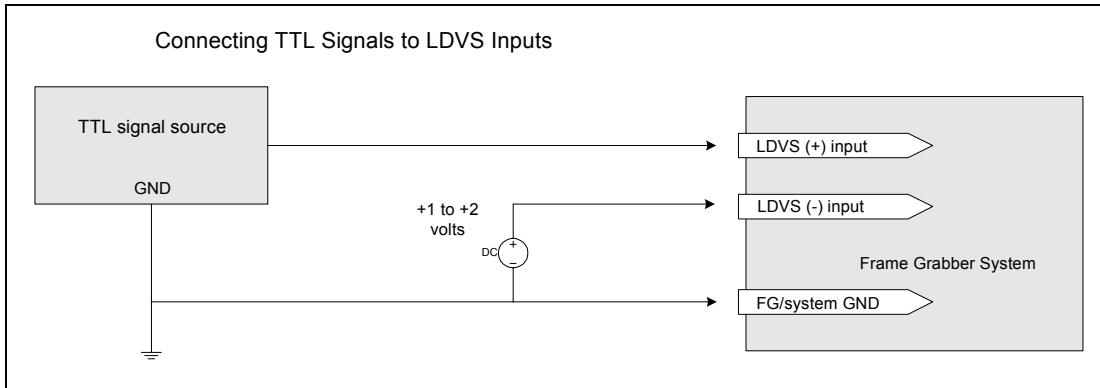 Connecting TTL Signals to LDVS Inputs
TTL signal source
GND
LDVS (+) input
LDVS (-) input
+1 to +2
volts
DC
+
–
Frame Grabber System
FG/system GND